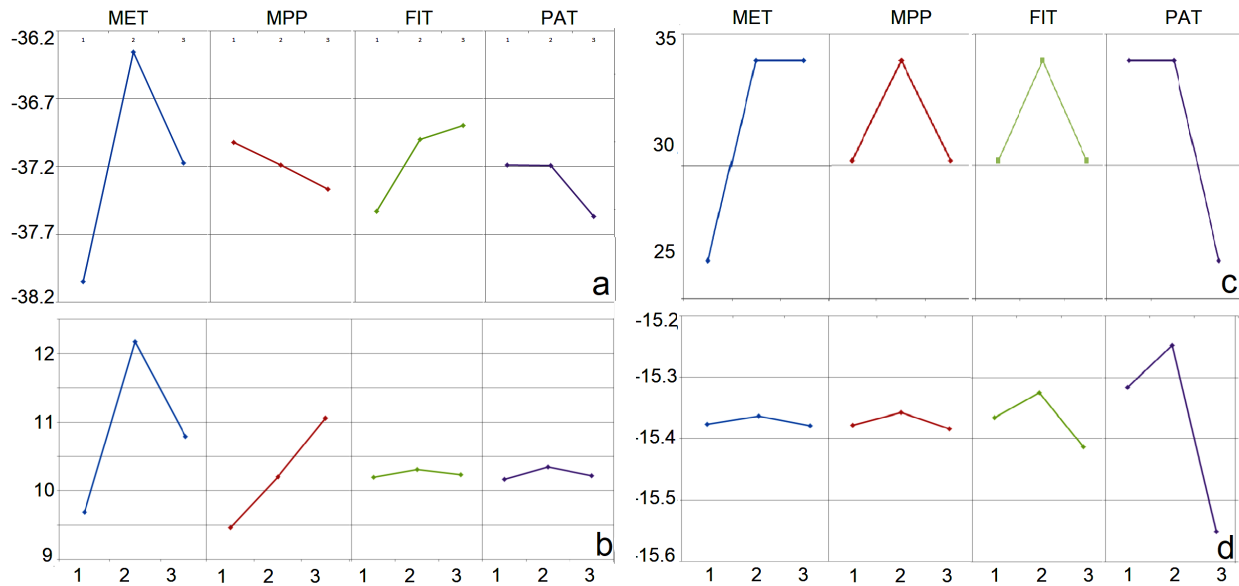 MET MPP FIT PAT
-36.2
1 2 3 1 2 3 1 2 3 1 2 3
-36.7
-37.2
-37.7
-38.2
a
12
11
10
9
b
1 2 3 1 2 3 1 2 3 1 2 3
MET MPP FIT PAT
35
30
25
c
-15.2
-15.3
-15.4
-15.5
-15.6
d
1 2 3 1 2 3 1 2 3 1 2 3